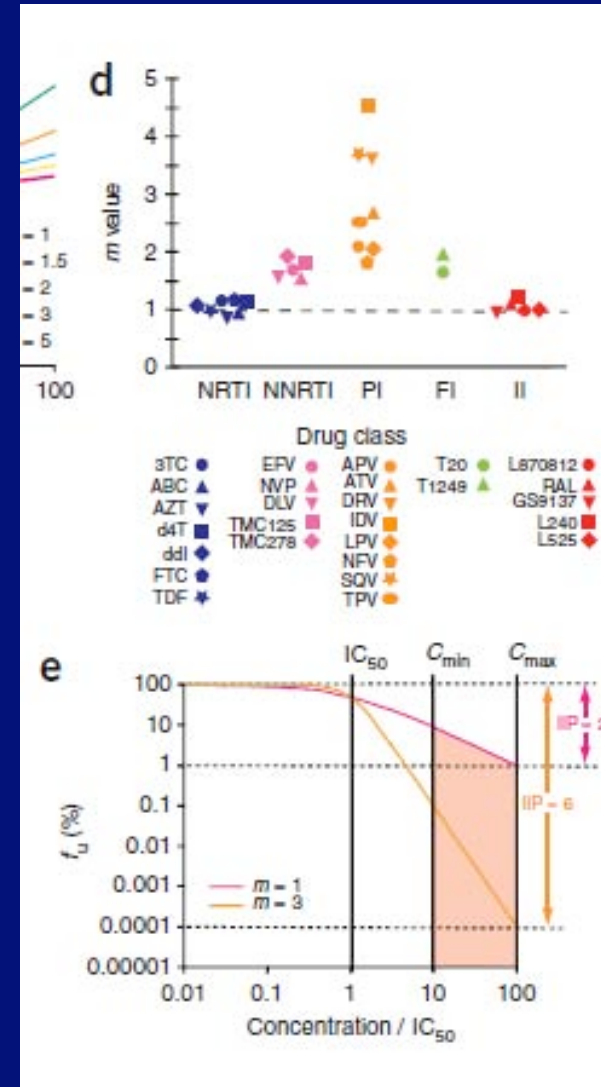 d
5
4
3
2
1
0
m value
- 1
- 1.5
- 2
- 3
- 5
100
NRTI NNRTI PI FI II
Drug class
3TC EFV APV T20 L870812
ABC NVP ATV T1249 RAL
AZT DLV DRV GS9137
d4T TMC125 IDV L240
ddI TMC278 LPV L525
FTC NFV
TDF SQV
TPV
e
IC50 Cmin Cmax
100
10
1
0.1
0.01
0.001
0.0001
0.00001
fu (%)
IIP – 6
m = 1
m = 3
0.01 0.1 1 10 100
Concentration / IC50